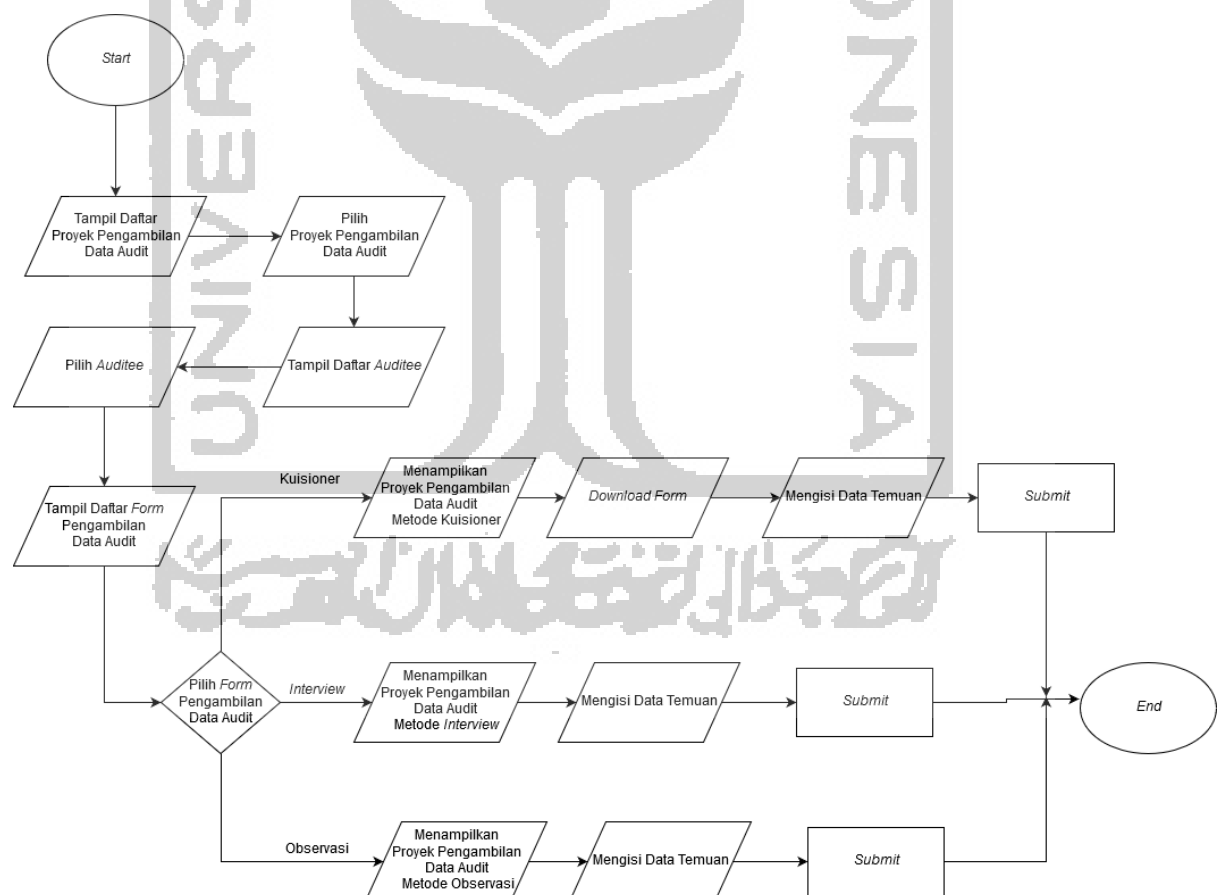 Start
Tampil Daftar
Proyek Pengambilan
Data Audit
Pilih
Proyek Pengambilan
Data Audit
Pilih Auditee
Tampil Daftar Auditee
Tampil Daftar Form
Pengambilan
Data Audit
Kuisioner
Menampilkan
Proyek Pengambilan
Data Audit
Metode Kuisioner
Download Form
Mengisi Data Temuan
Submit
Pilih Form
Pengambilan
Data Audit
Interview
Menampilkan
Proyek Pengambilan
Data Audit
Metode Interview
Mengisi Data Temuan
Submit
End
Observasi
Menampilkan
Proyek Pengambilan
Data Audit
Metode Observasi
Mengisi Data Temuan
Submit
UNIVERS
ONESIA